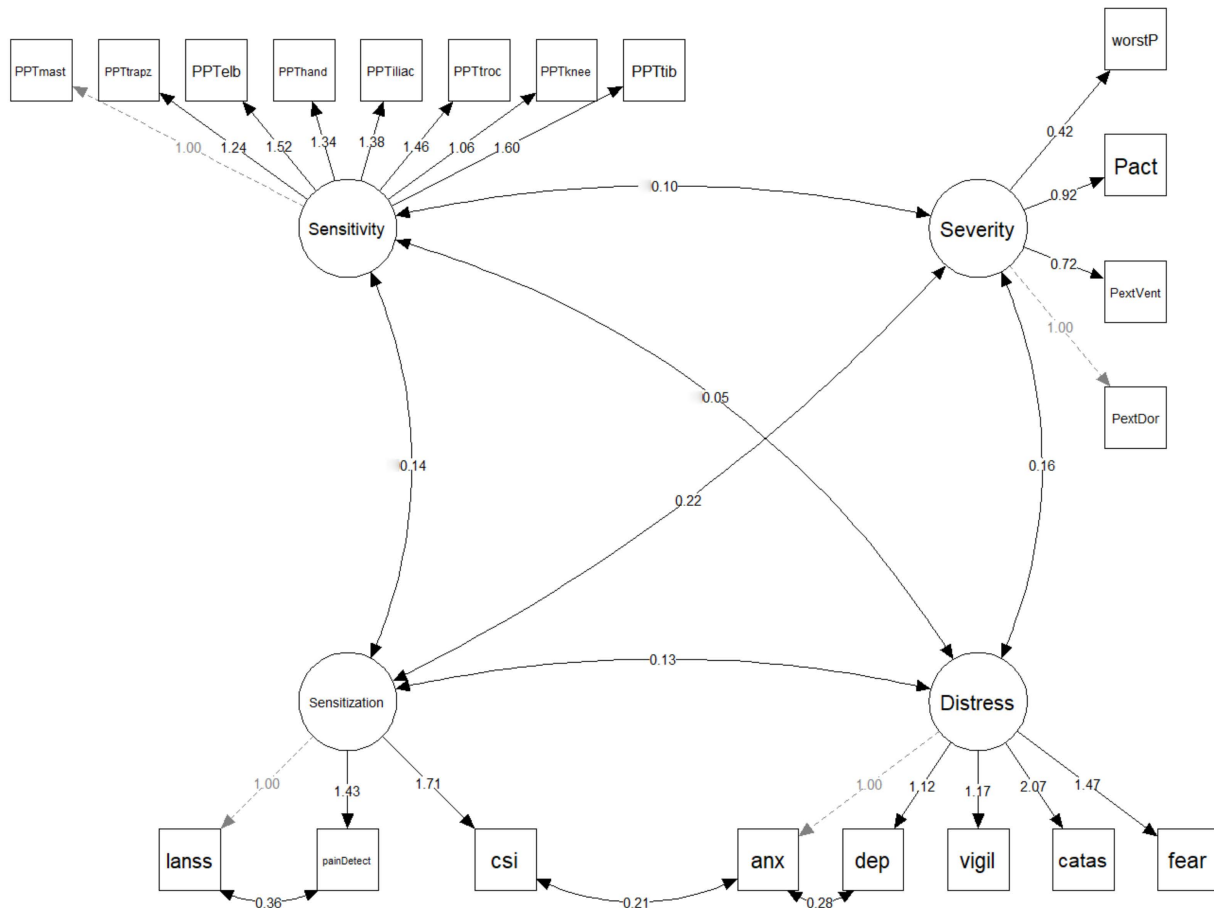 PPTmast
PPTtrapz
PPTelb
PPThand
PPTiliac
PPTtroc
PPTknee
PPTtib
worstP
1.00
1.24
1.52
1.34
1.38
1.46
1.06
1.60
0.42
Pact
0.92
Sensitivity
0.10
Severity
0.72
PextVent
1.00
PextDor
0.05
0.14
0.16
0.22
0.13
Sensitization
Distress
1.00
1.43
1.71
1.00
1.12
1.17
2.07
1.47
lanss
painDetect
csi
anx
dep
vigil
catas
fear
0.36
0.21
0.28